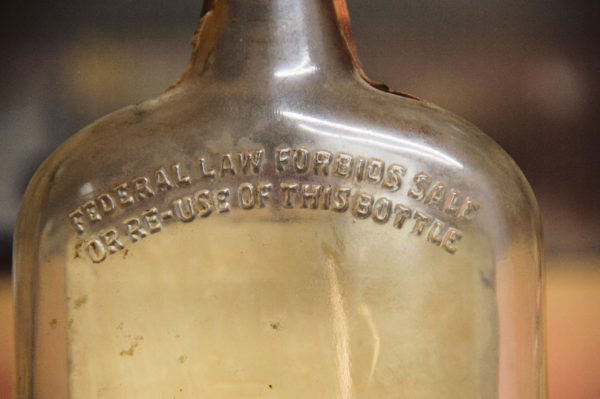 FEDERAL LAW FORBIDS SALE
OR RE-USE OF THIS BOTTLE